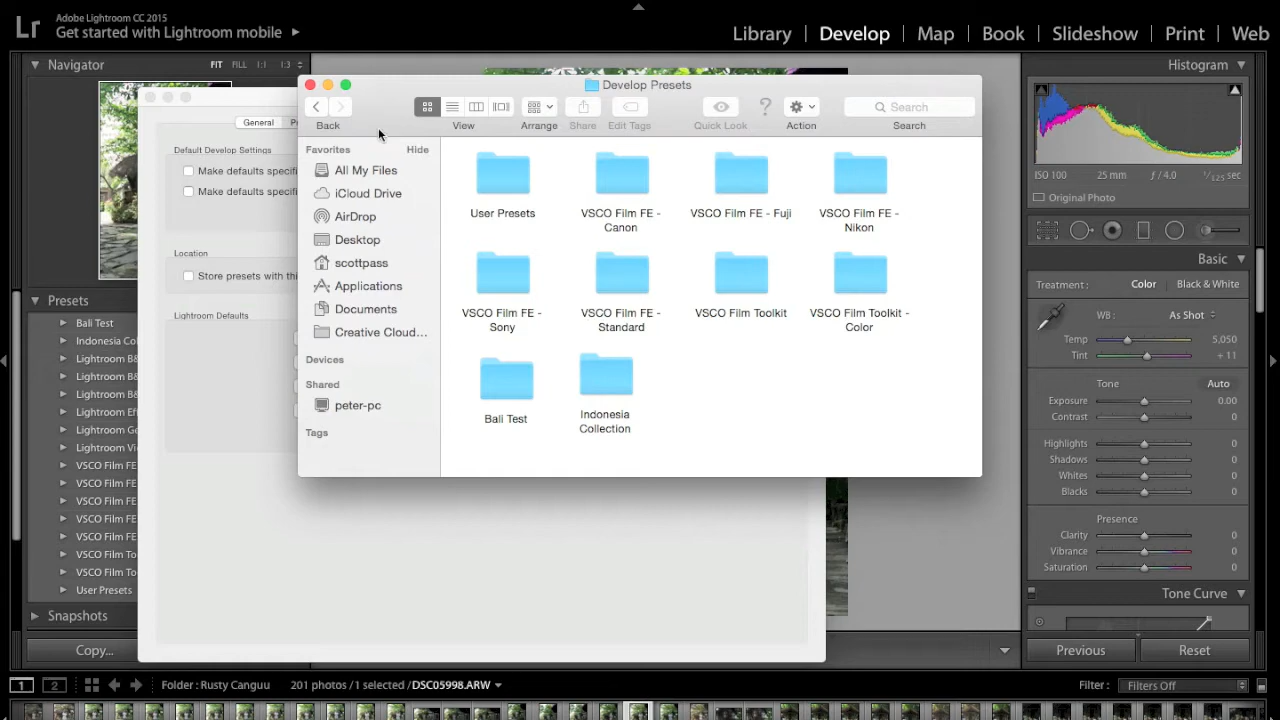 Lr
Adobe Lightroom CC 2015
Get started with Lightroom mobile
Library Develop Map Book Slideshow Print Web
Navigator FIT FILL 1:1 1:3
Histogram
ISO 100 25 mm ƒ / 4.0 1/125 sec
Original Photo
Basic
Treatment: Color Black & White
WB: As Shot
Temp 5,050
Tint + 11
Tone Auto
Exposure 0.00
Contrast 0
Highlights 0
Shadows 0
Whites 0
Blacks 0
Presence
Clarity 0
Vibrance 0
Saturation 0
Tone Curve
Previous Reset
Develop Presets
Back View Arrange Share Edit Tags Quick Look Action Search
Search
Favorites Hide
All My Files
iCloud Drive
AirDrop
Desktop
scottpass
Applications
Documents
Creative Cloud...
Devices
Shared
peter-pc
Tags
User Presets
VSCO Film FE -
Canon
VSCO Film FE - Fuji
VSCO Film FE -
Nikon
VSCO Film FE -
Sony
VSCO Film FE -
Standard
VSCO Film Toolkit
VSCO Film Toolkit -
Color
Bali Test
Indonesia
Collection
General
Default Develop Settings
Make defaults specifi
Make defaults specifi
Location
Store presets with thi
Lightroom Defaults
Presets
Bali Test
Indonesia Col
Lightroom B&
Lightroom B&
Lightroom B&
Lightroom Ef
Lightroom Ge
Lightroom Vi
VSCO Film FE
VSCO Film FE
VSCO Film FE
VSCO Film FE
VSCO Film FE
VSCO Film To
VSCO Film To
User Presets
Snapshots
Copy...
1 2 Folder: Rusty Canguu 201 photos / 1 selected / DSC05998.ARW Filter: Filters Off